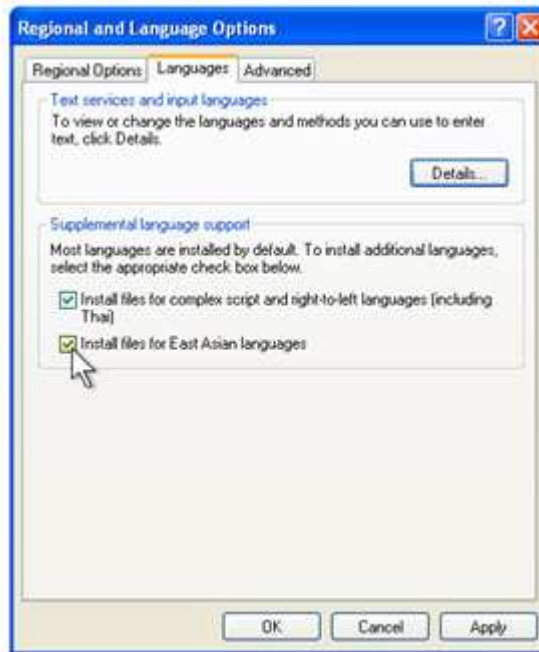 Regional and Language Options
Regional Options Languages Advanced
Text services and input languages
To view or change the languages and methods you can use to enter
text, click Details.
Details...
Supplemental language support
Most languages are installed by default. To install additional languages,
select the appropriate check box below.
Install files for complex script and right-to-left languages (including
Thai)
Install files for East Asian languages
OK Cancel Apply